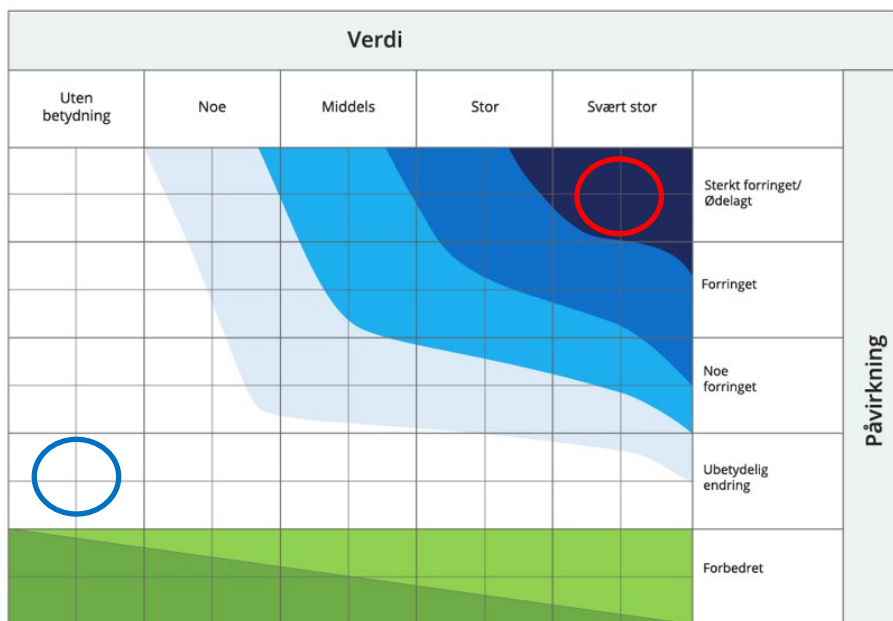 Verdi
Uten
betydning
Noe
Middels
Stor
Svært stor
Sterkt forringet/
Ødelagt
Forringet
Noe
forringet
Ubetydelig
endring
Forbedret
Påvirkning